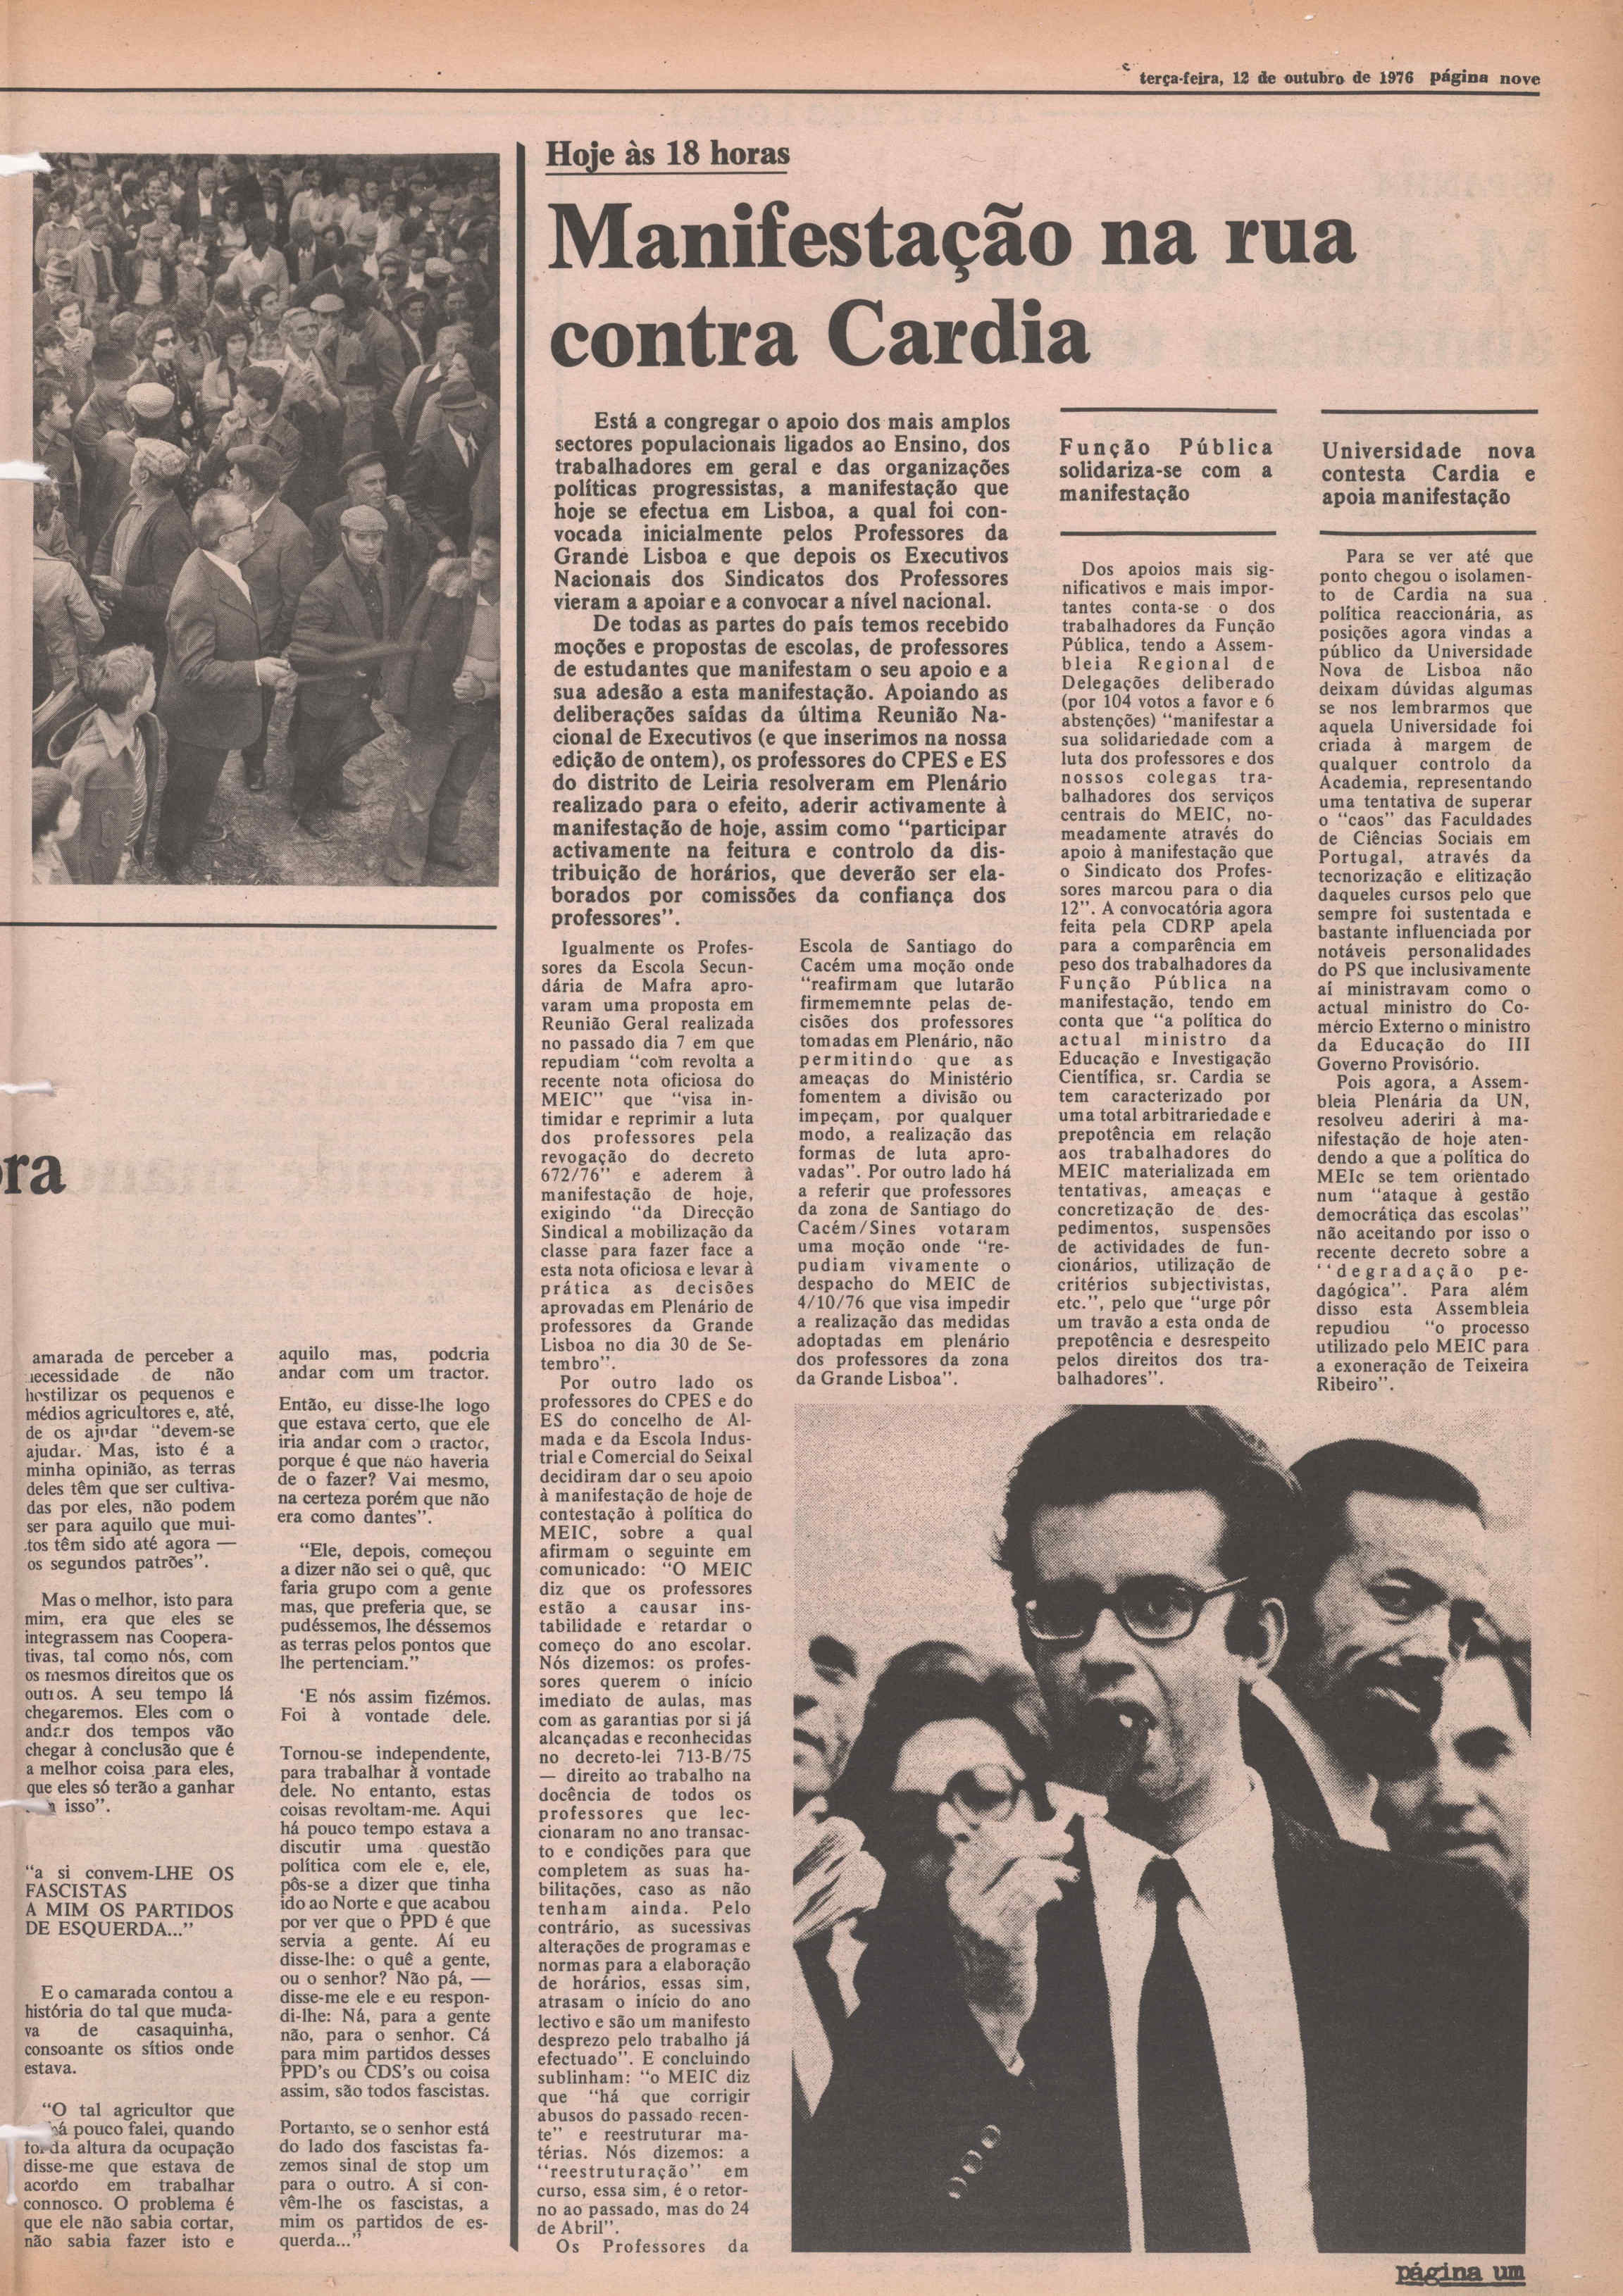 terça-feira, 12 de outubro de 1976 página nove
ra
amarada de perceber a
necessidade de não
hostilizar os pequenos e
médios agricultores e, até,
de os ajudar “devem-se
ajudar. Mas, isto é a
minha opinião, as terras
deles têm que ser cultiva-
das por eles, não podem
ser para aquilo que mui-
tos têm sido até agora —
os segundos patrões”.
Mas o melhor, isto para
mim, era que eles se
integrassem nas Coopera-
tivas, tal como nós, com
os mesmos direitos que os
outros. A seu tempo lá
chegaremos. Eles com o
andar dos tempos vão
chegar à conclusão que é
a melhor coisa para eles,
que eles só terão a ganhar
isso”.
“a si convem-LHE OS
FASCISTAS
A MIM OS PARTIDOS
DE ESQUERDA...”
E o camarada contou a
história do tal que muda-
va de casaquinha,
consoante os sítios onde
estava.
“O tal agricultor que
há pouco falei, quando
da altura da ocupação
disse-me que estava de
acordo em trabalhar
connosco. O problema é
que ele não sabia cortar,
não sabia fazer isto e
aquilo mas, poderia
andar com um tractor.
Então, eu disse-lhe logo
que estava certo, que ele
iria andar com o tractor,
porque é que não haveria
de o fazer? Vai mesmo,
na certeza porém que não
era como dantes”.
“Ele, depois, começou
a dizer não sei o quê, que
faria grupo com a gente
mas, que preferia que, se
pudéssemos, lhe déssemos
as terras pelos pontos que
lhe pertenciam.”
‘E nós assim fizémos.
Foi à vontade dele.
Tornou-se independente,
para trabalhar à vontade
dele. No entanto, estas
coisas revoltam-me. Aqui
há pouco tempo estava a
discutir uma questão
política com ele e, ele,
pôs-se a dizer que tinha
ido ao Norte e que acabou
por ver que o PPD é que
servia a gente. Aí eu
disse-lhe: o quê a gente,
ou o senhor? Não pá, —
disse-me ele e eu respon-
di-lhe: Ná, para a gente
não, para o senhor. Cá
para mim partidos desses
PPD’s ou CDS’s ou coisa
assim, são todos fascistas.
Portanto, se o senhor está
do lado dos fascistas fa-
zemos sinal de stop um
para o outro. A si con-
vêm-lhe os fascistas, a
mim os partidos de es-
querda...”
Hoje às 18 horas
Manifestação na rua
contra Cardia
Está a congregar o apoio dos mais amplos
sectores populacionais ligados ao Ensino, dos
trabalhadores em geral e das organizações
políticas progressistas, a manifestação que
hoje se efectua em Lisboa, a qual foi con-
vocada inicialmente pelos Professores da
Grande Lisboa e que depois os Executivos
Nacionais dos Sindicatos dos Professores
vieram a apoiar e a convocar a nível nacional.
De todas as partes do país temos recebido
moções e propostas de escolas, de professores
de estudantes que manifestam o seu apoio e a
sua adesão a esta manifestação. Apoiando as
deliberações saídas da última Reunião Na-
cional de Executivos (e que inserimos na nossa
edição de ontem), os professores do CPES e ES
do distrito de Leiria resolveram em Plenário
realizado para o efeito, aderir activamente à
manifestação de hoje, assim como “participar
activamente na feitura e controlo da dis-
tribuição de horários, que deverão ser ela-
borados por comissões da confiança dos
professores”.
Igualmente os Profes-
sores da Escola Secun-
dária de Mafra apro-
varam uma proposta em
Reunião Geral realizada
no passado dia 7 em que
repudiam “com revolta a
recente nota oficiosa do
MEIC” que “visa in-
timidar e reprimir a luta
dos professores pela
revogação do decreto
672/76” e aderem à
manifestação de hoje,
exigindo “da Direcção
Sindical a mobilização da
classe para fazer face a
esta nota oficiosa e levar à
prática as decisões
aprovadas em Plenário de
professores da Grande
Lisboa no dia 30 de Se-
tembro”.
Por outro lado os
professores do CPES e do
ES do concelho de Al-
mada e da Escola Indus-
trial e Comercial do Seixal
decidiram dar o seu apoio
à manifestação de hoje de
contestação à política do
MEIC, sobre a qual
afirmam o seguinte em
comunicado: “O MEIC
diz que os professores
estão a causar ins-
tabilidade e retardar o
começo do ano escolar.
Nós dizemos: os profes-
sores querem o início
imediato de aulas, mas
com as garantias por si já
alcançadas e reconhecidas
no decreto-lei 713-B/75
— direito ao trabalho na
docência de todos os
professores que lec-
cionaram no ano transac-
to e condições para que
completem as suas ha-
bilitações, caso as não
tenham ainda. Pelo
contrário, as sucessivas
alterações de programas e
normas para a elaboração
de horários, essas sim,
atrasam o início do ano
lectivo e são um manifesto
desprezo pelo trabalho já
efectuado”. E concluindo
sublinham: “o MEIC diz
que “há que corrigir
abusos do passado recen-
te” e reestruturar ma-
térias. Nós dizemos: a
“reestruturação” em
curso, essa sim, é o retor-
no ao passado, mas do 24
de Abril”.
Os Professores da
Escola de Santiago do
Cacém uma moção onde
“reafirmam que lutarão
firmememnte pelas de-
cisões dos professores
tomadas em Plenário, não
permitindo que as
ameaças do Ministério
fomentem a divisão ou
impeçam, por qualquer
modo, a realização das
formas de luta apro-
vadas”. Por outro lado há
a referir que professores
da zona de Santiago do
Cacém/Sines votaram
uma moção onde “re-
pudiam vivamente o
despacho do MEIC de
4/10/76 que visa impedir
a realização das medidas
adoptadas em plenário
dos professores da zona
da Grande Lisboa”.
Função Pública
solidariza-se com a
manifestação
Dos apoios mais sig-
nificativos e mais impor-
tantes conta-se o dos
trabalhadores da Função
Pública, tendo a Assem-
bleia Regional de
Delegações deliberado
(por 104 votos a favor e 6
abstenções) “manifestar a
sua solidariedade com a
luta dos professores e dos
nossos colegas tra-
balhadores dos serviços
centrais do MEIC, no-
meadamente através do
apoio à manifestação que
o Sindicato dos Profes-
sores marcou para o dia
12”. A convocatória agora
feita pela CDRP apela
para a comparência em
peso dos trabalhadores da
Função Pública na
manifestação, tendo em
conta que “a política do
actual ministro da
Educação e Investigação
Científica, sr. Cardia se
tem caracterizado por
uma total arbitrariedade e
prepotência em relação
aos trabalhadores do
MEIC materializada em
tentativas, ameaças e
concretização de des-
pedimentos, suspensões
de actividades de fun-
cionários, utilização de
critérios subjectivistas,
etc.”, pelo que “urge pôr
um travão a esta onda de
prepotência e desrespeito
pelos direitos dos tra-
balhadores”.
Universidade nova
contesta Cardia e
apoia manifestação
Para se ver até que
ponto chegou o isolamen-
to de Cardia na sua
política reaccionária, as
posições agora vindas a
público da Universidade
Nova de Lisboa não
deixam dúvidas algumas
se nos lembrarmos que
aquela Universidade foi
criada à margem de
qualquer controlo da
Academia, representando
uma tentativa de superar
o “caos” das Faculdades
de Ciências Sociais em
Portugal, através da
tecnorização e elitização
daqueles cursos pelo que
sempre foi sustentada e
bastante influenciada por
notáveis personalidades
do PS que inclusivamente
aí ministravam como o
actual ministro do Co-
mércio Externo o ministro
da Educação do III
Governo Provisório.
Pois agora, a Assem-
bleia Plenária da UN,
resolveu aderiri à ma-
nifestação de hoje aten-
dendo a que a política do
MEIc se tem orientado
num “ataque à gestão
democrática das escolas”
não aceitando por isso o
recente decreto sobre a
“degradação pe-
dagógica”. Para além
disso esta Assembleia
repudiou “o processo
utilizado pelo MEIC para
a exoneração de Teixeira
Ribeiro”.
página um